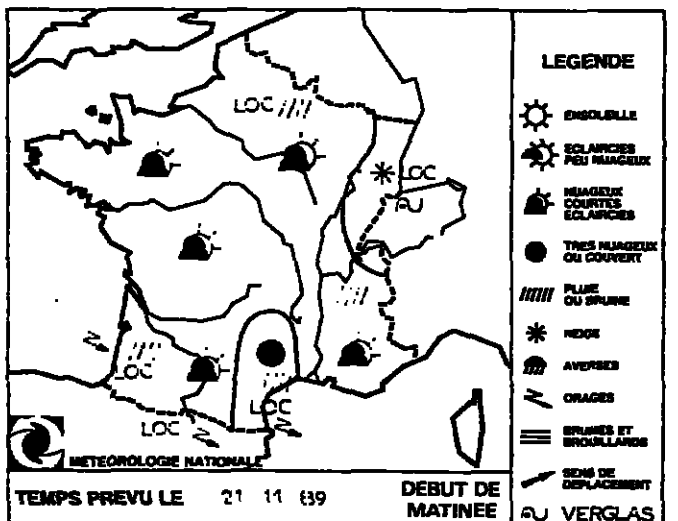 LEGENDE
ENSOLEILLE
ECLAIRCIES
PEU NUAGEUX
NUAGEUX
COURTES
ECLAIRCIES
TRES NUAGEUX
OU COUVERT
PLUIE
OU BRUINE
NEIGE
AVERSES
ORAGES
BRUMES ET
BROUILLARDS
SENS DE
DEPLACEMENT
VERGLAS
LOC
LOC
LOC
LOC
LOC
METEOROLOGIE NATIONALE
TEMPS PREVU LE 21 11 89
DEBUT DE
MATINEE